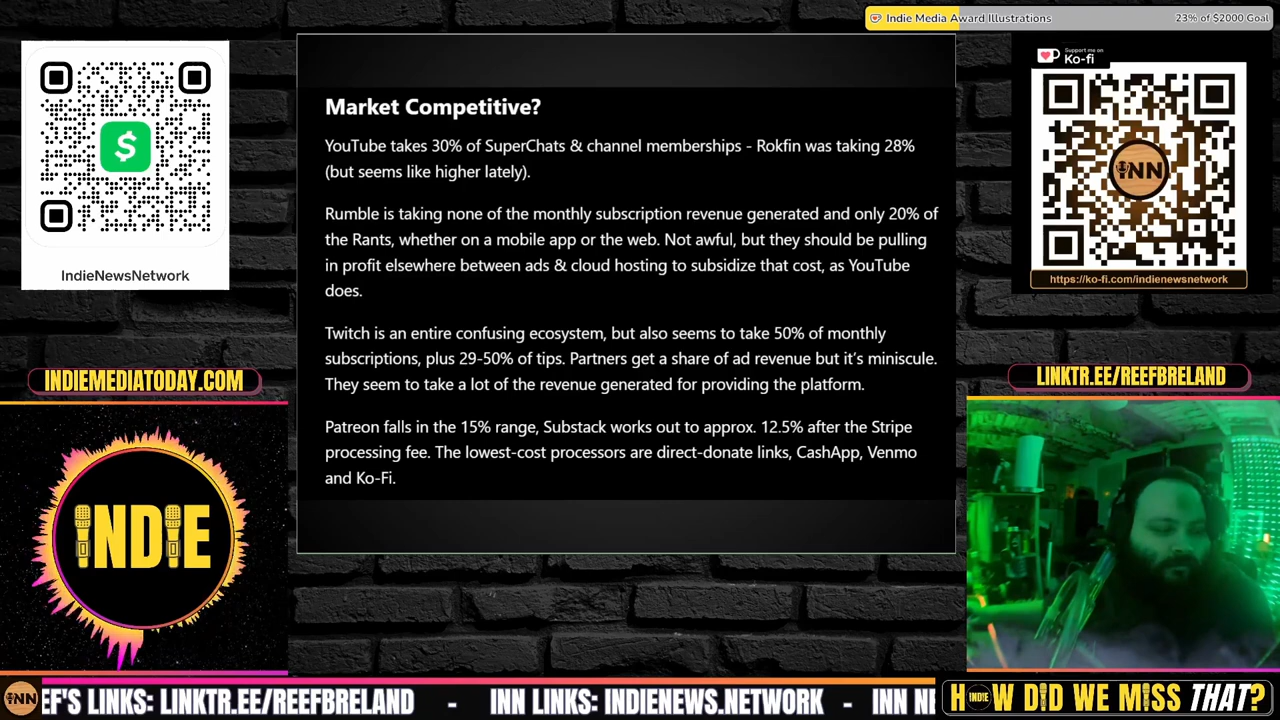 Indie Media Award Illustrations
23% of $2000 Goal
IndieNewsNetwork
Support me on
Ko-fi
iNN
https://ko-fi.com/indienewsnetwork
Market Competitive?
YouTube takes 30% of SuperChats & channel memberships - Rokfin was taking 28%
(but seems like higher lately).
Rumble is taking none of the monthly subscription revenue generated and only 20% of
the Rants, whether on a mobile app or the web. Not awful, but they should be pulling
in profit elsewhere between ads & cloud hosting to subsidize that cost, as YouTube
does.
Twitch is an entire confusing ecosystem, but also seems to take 50% of monthly
subscriptions, plus 29-50% of tips. Partners get a share of ad revenue but it’s miniscule.
They seem to take a lot of the revenue generated for providing the platform.
Patreon falls in the 15% range, Substack works out to approx. 12.5% after the Stripe
processing fee. The lowest-cost processors are direct-donate links, CashApp, Venmo
and Ko-Fi.
INDIEMEDIATODAY.COM
LINKTR.EE/REEFBRELAND
INDIE
iNN
EF'S LINKS: LINKTR.EE/REEFBRELAND - INN LINKS: INDIENEWS.NETWORK - INN NE
HOW DID WE MISS THAT?